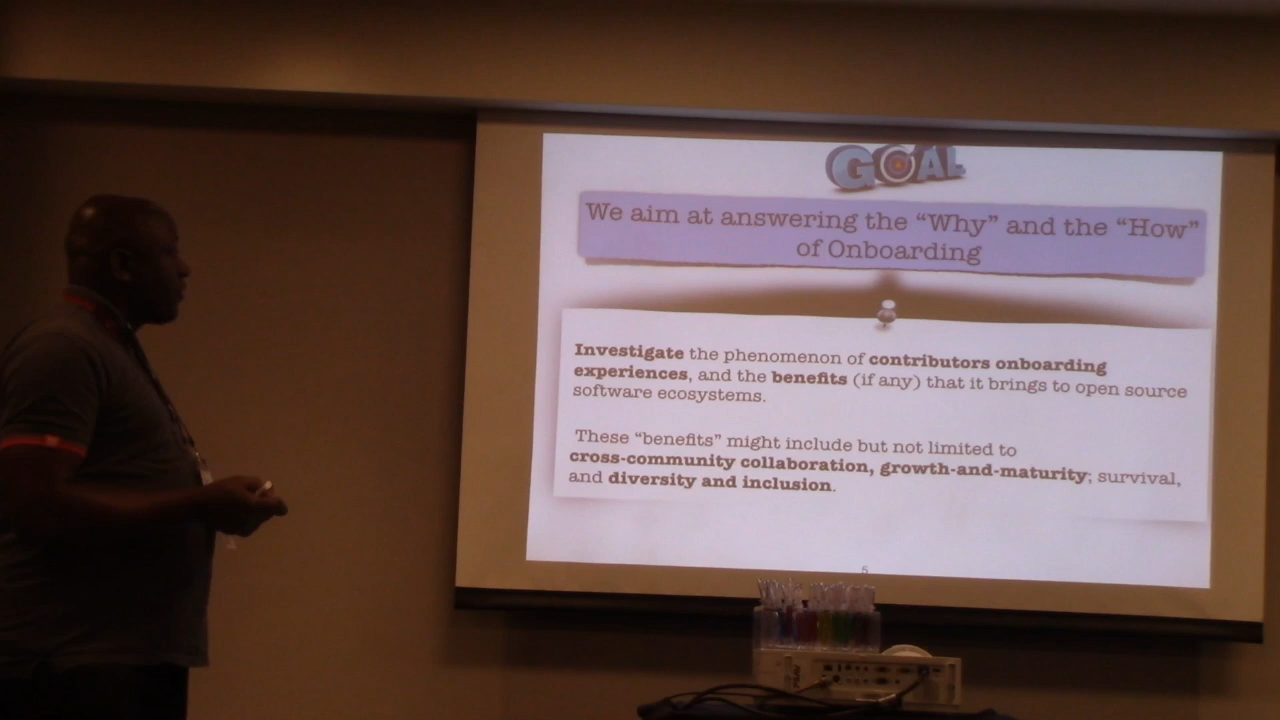 GOAL
We aim at answering the “Why” and the “How”
of Onboarding
Investigate the phenomenon of contributors onboarding
experiences, and the benefits (if any) that it brings to open source
software ecosystems.
These “benefits” might include but not limited to
cross-community collaboration, growth-and-maturity; survival,
and diversity and inclusion.
5